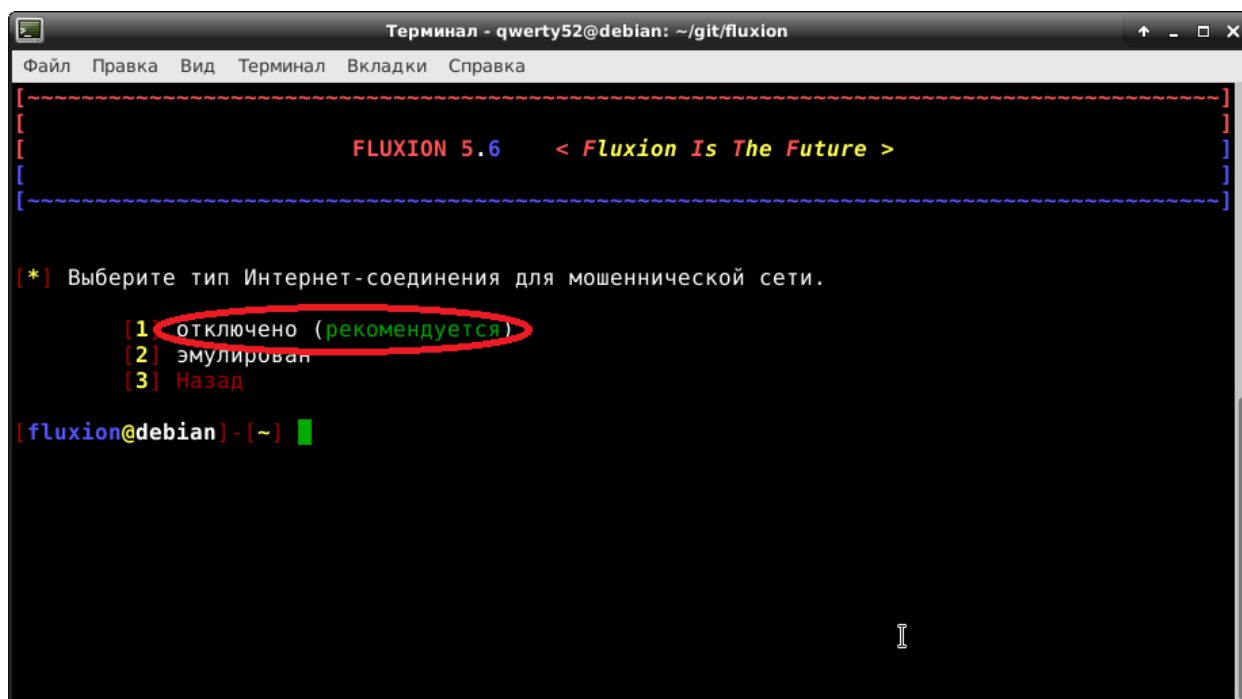 Терминал - qwerty52@debian: ~/git/fluxion
Файл Правка Вид Терминал Вкладки Справка
[~~~~~~~~~~~~~~~~~~~~~~~~~~~~~~~~~~~~~~~~~~~~~~~~~~~~~~~~~~~~~~~~~~~~~~~~~~~~~~~~~~~~~~~~]
[ ]
[ FLUXION 5.6 < Fluxion Is The Future > ]
[ ]
[~~~~~~~~~~~~~~~~~~~~~~~~~~~~~~~~~~~~~~~~~~~~~~~~~~~~~~~~~~~~~~~~~~~~~~~~~~~~~~~~~~~~~~~~]
[*] Выберите тип Интернет-соединения для мошеннической сети.
[1] отключено (рекомендуется)
[2] эмулирован
[3] Назад
[fluxion@debian]-[~]